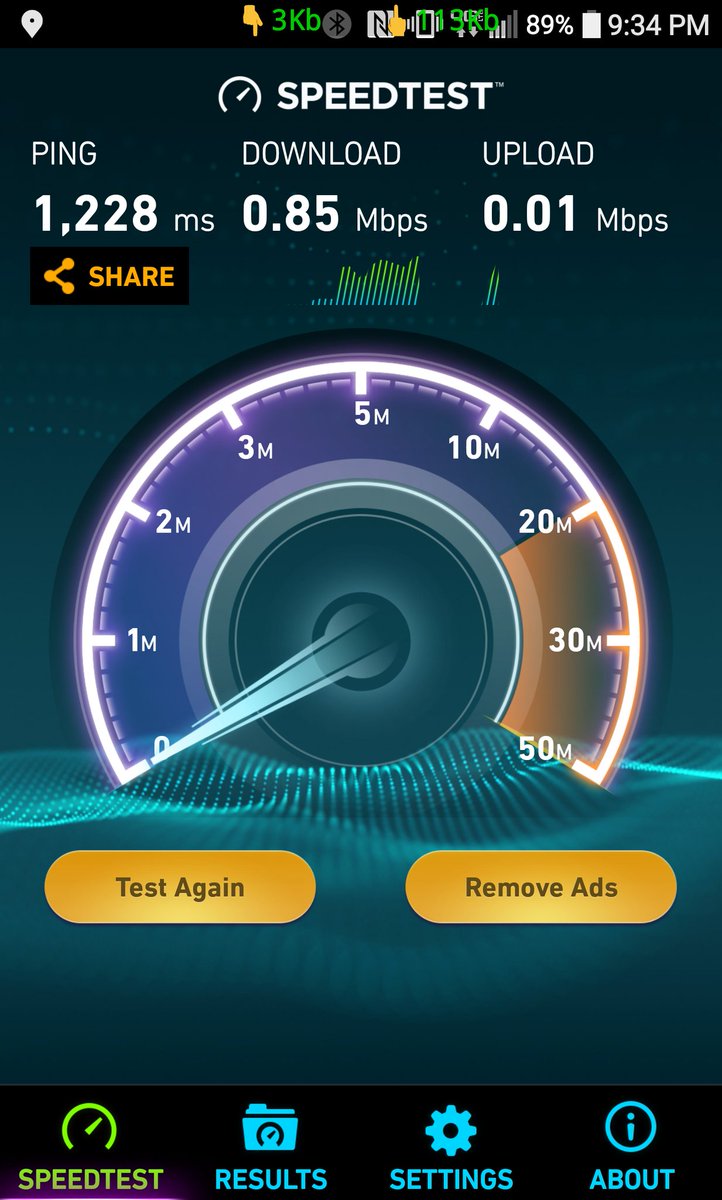 3Kb 113Kb 89% 9:34 PM
SPEEDTEST™
PING DOWNLOAD UPLOAD
1,228 ms 0.85 Mbps 0.01 Mbps
SHARE
5M
3M 10M
2M 20M
1M 30M
0 50M
Test Again Remove Ads
SPEEDTEST RESULTS SETTINGS ABOUT